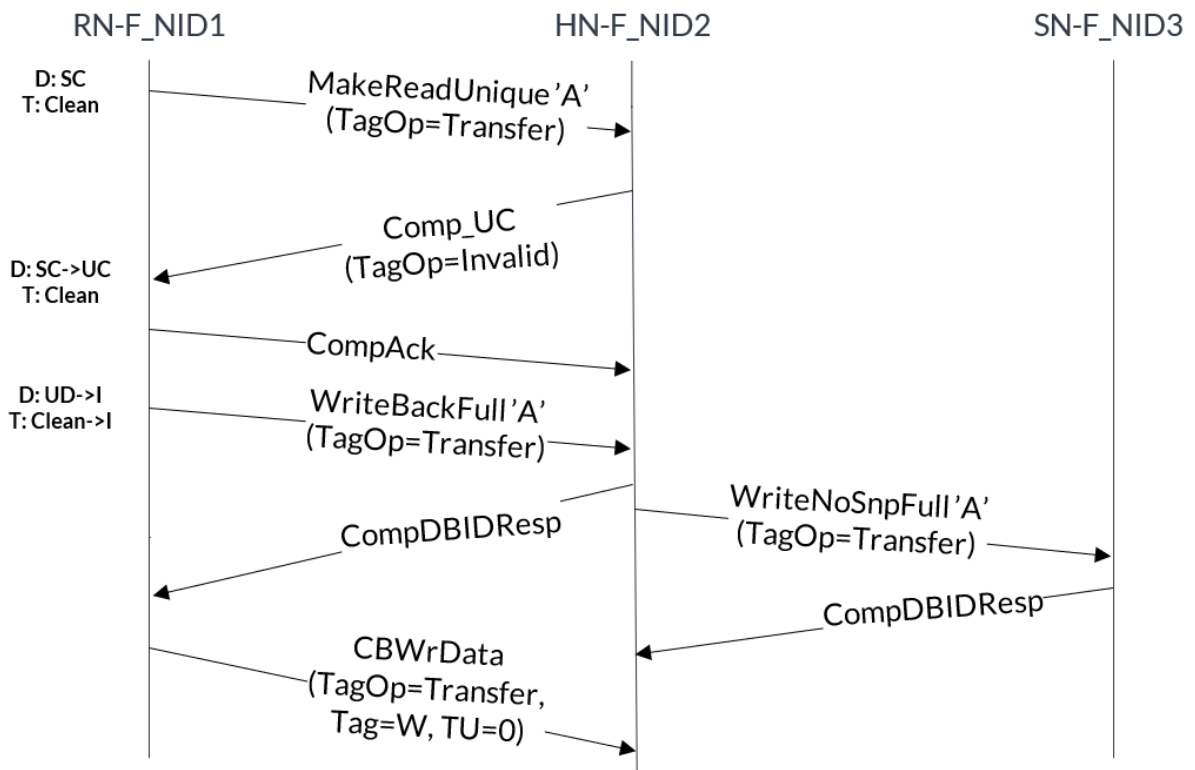 RN-F_NID1
HN-F_NID2
SN-F_NID3
D: SC
T: Clean
MakeReadUnique 'A'
(TagOp=Transfer)
Comp_UC
(TagOp=Invalid)
D: SC->UC
T: Clean
CompAck
D: UD->I
T: Clean->I
WriteBackFull 'A'
(TagOp=Transfer)
WriteNoSnpFull 'A'
(TagOp=Transfer)
CompDBIDResp
CompDBIDResp
CBWrData
(TagOp=Transfer,
Tag=W, TU=0)